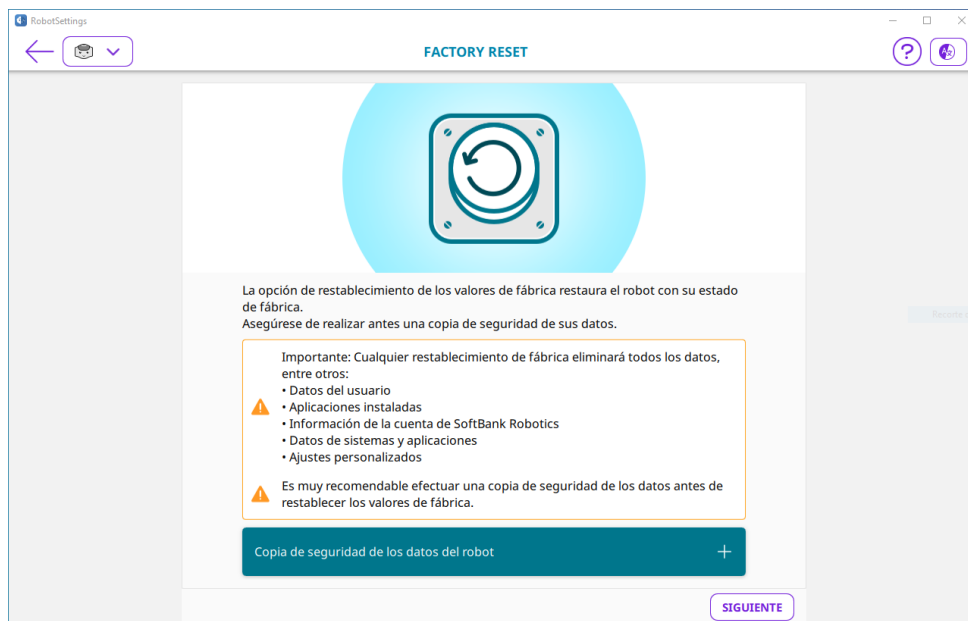 RobotSettings
FACTORY RESET
La opción de restablecimiento de los valores de fábrica restaura el robot con su estado
de fábrica.
Asegúrese de realizar antes una copia de seguridad de sus datos.
Importante: Cualquier restablecimiento de fábrica eliminará todos los datos,
entre otros:
• Datos del usuario
• Aplicaciones instaladas
• Información de la cuenta de SoftBank Robotics
• Datos de sistemas y aplicaciones
• Ajustes personalizados
Es muy recomendable efectuar una copia de seguridad de los datos antes de
restablecer los valores de fábrica.
Copia de seguridad de los datos del robot
SIGUIENTE